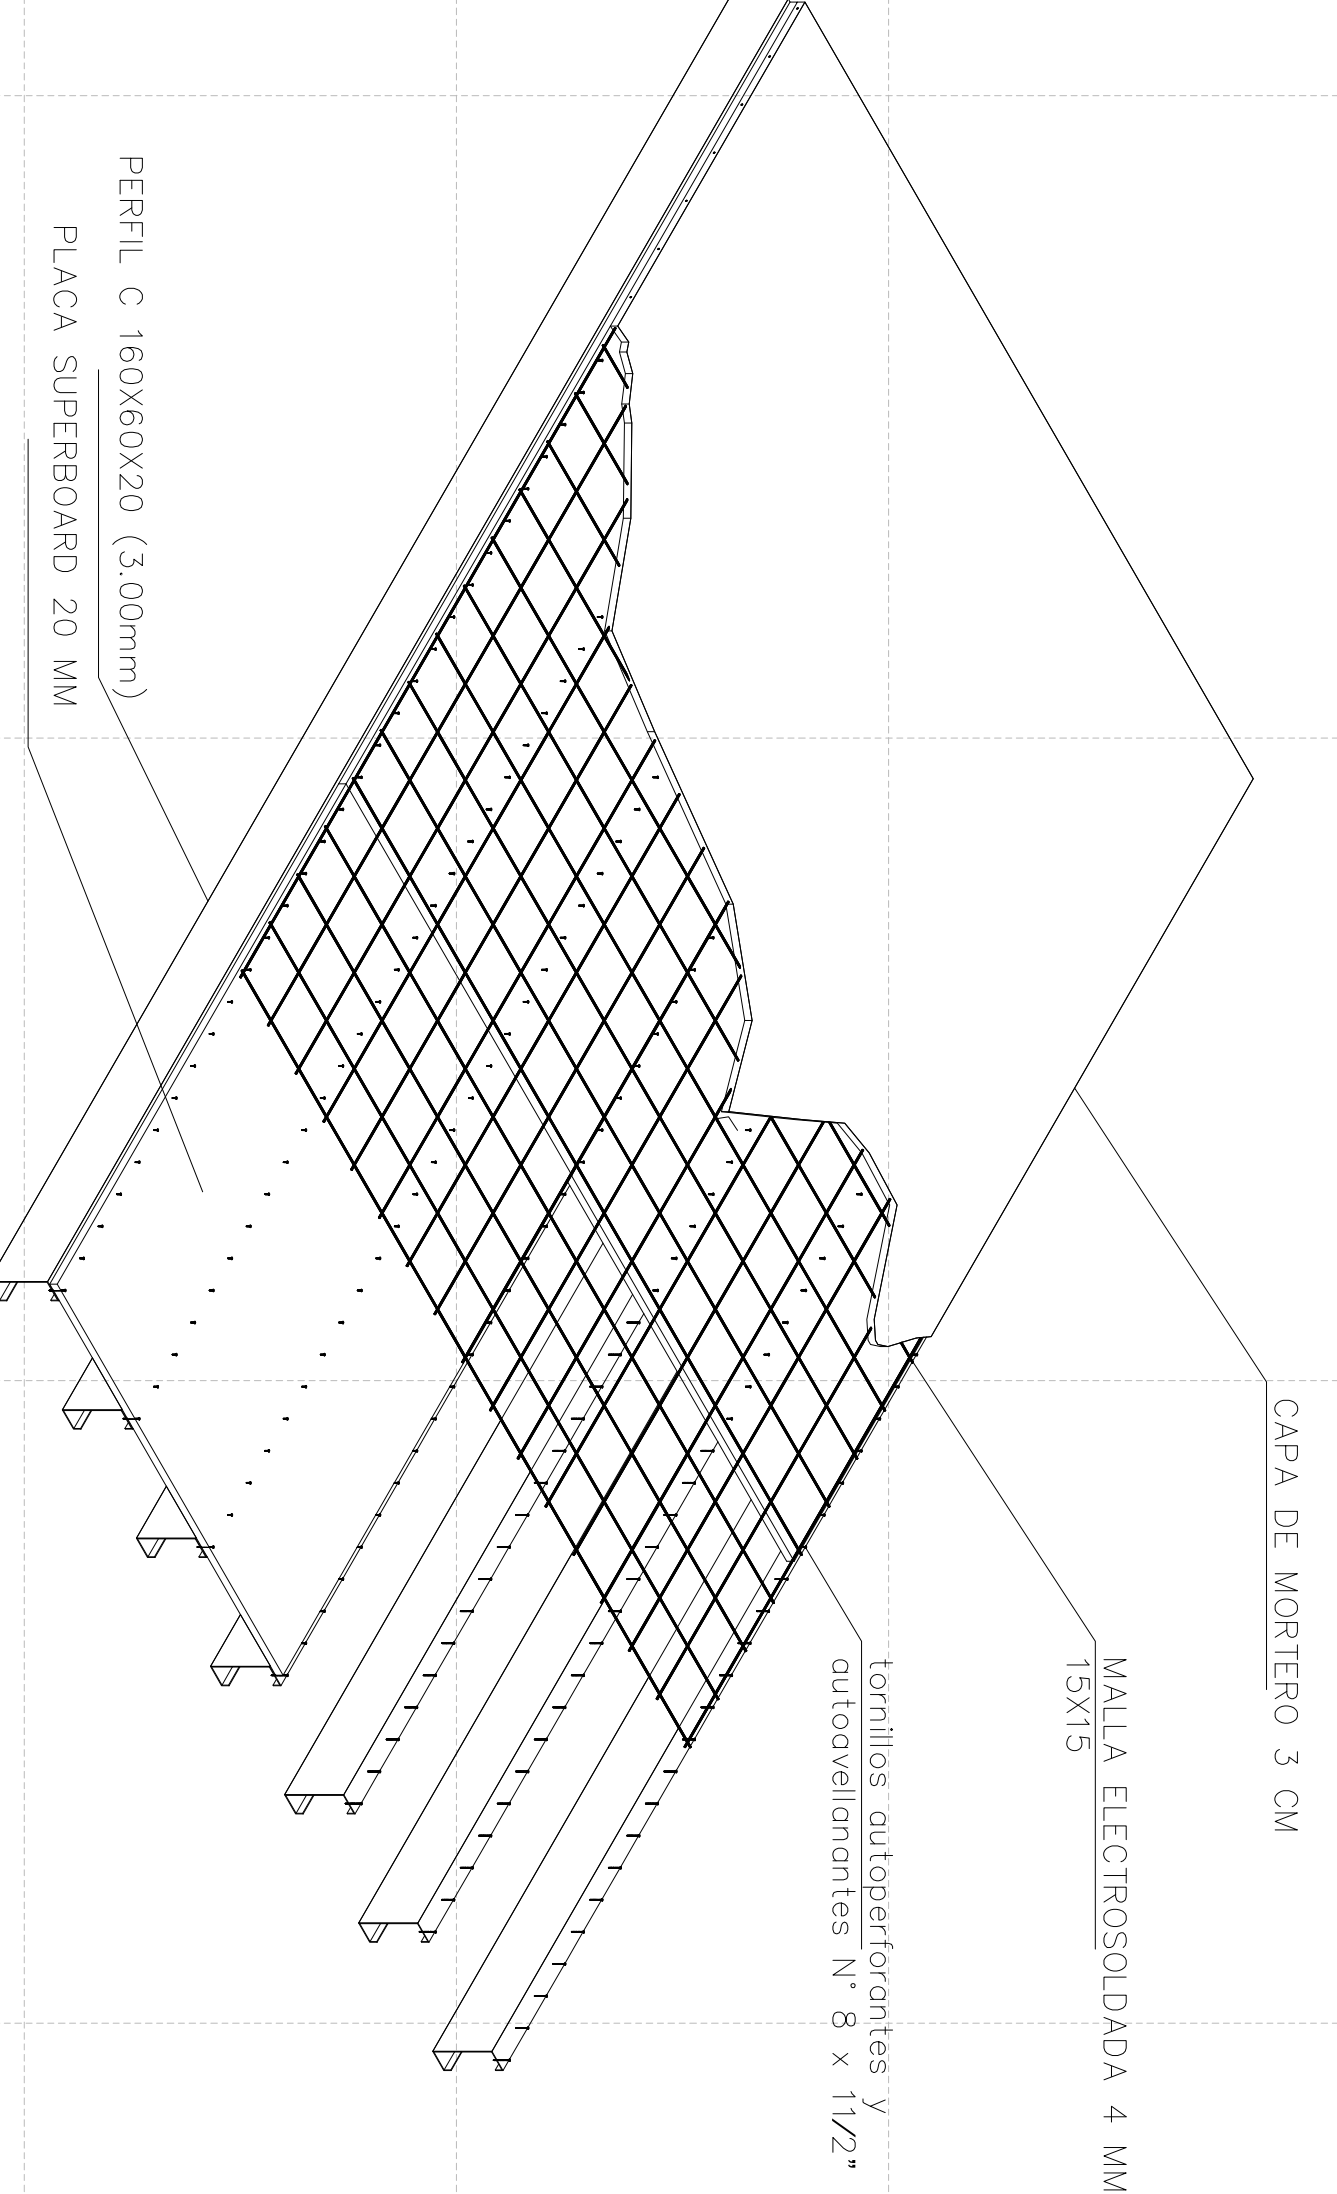 CAPA DE MORTERO 3 CM
MALLA ELECTROSOLDADA 4 MM
15X15
tornillos autoperforantes y
autoavellanantes N° 8 x 11/2"
PERFIL C 160X60X20 (3.00mm)
PLACA SUPERBOARD 20 MM